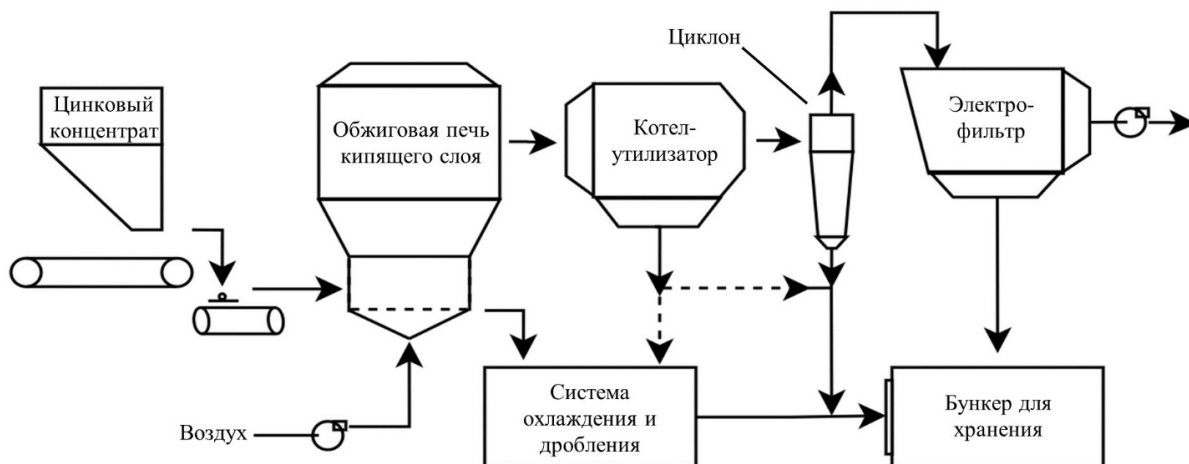 Циклон
Цинковый
концентрат
Обжиговая печь
кипящего слоя
Котел-
утилизатор
Электро-
фильтр
Система
охлаждения и
дробления
Бункер для
хранения
Воздух